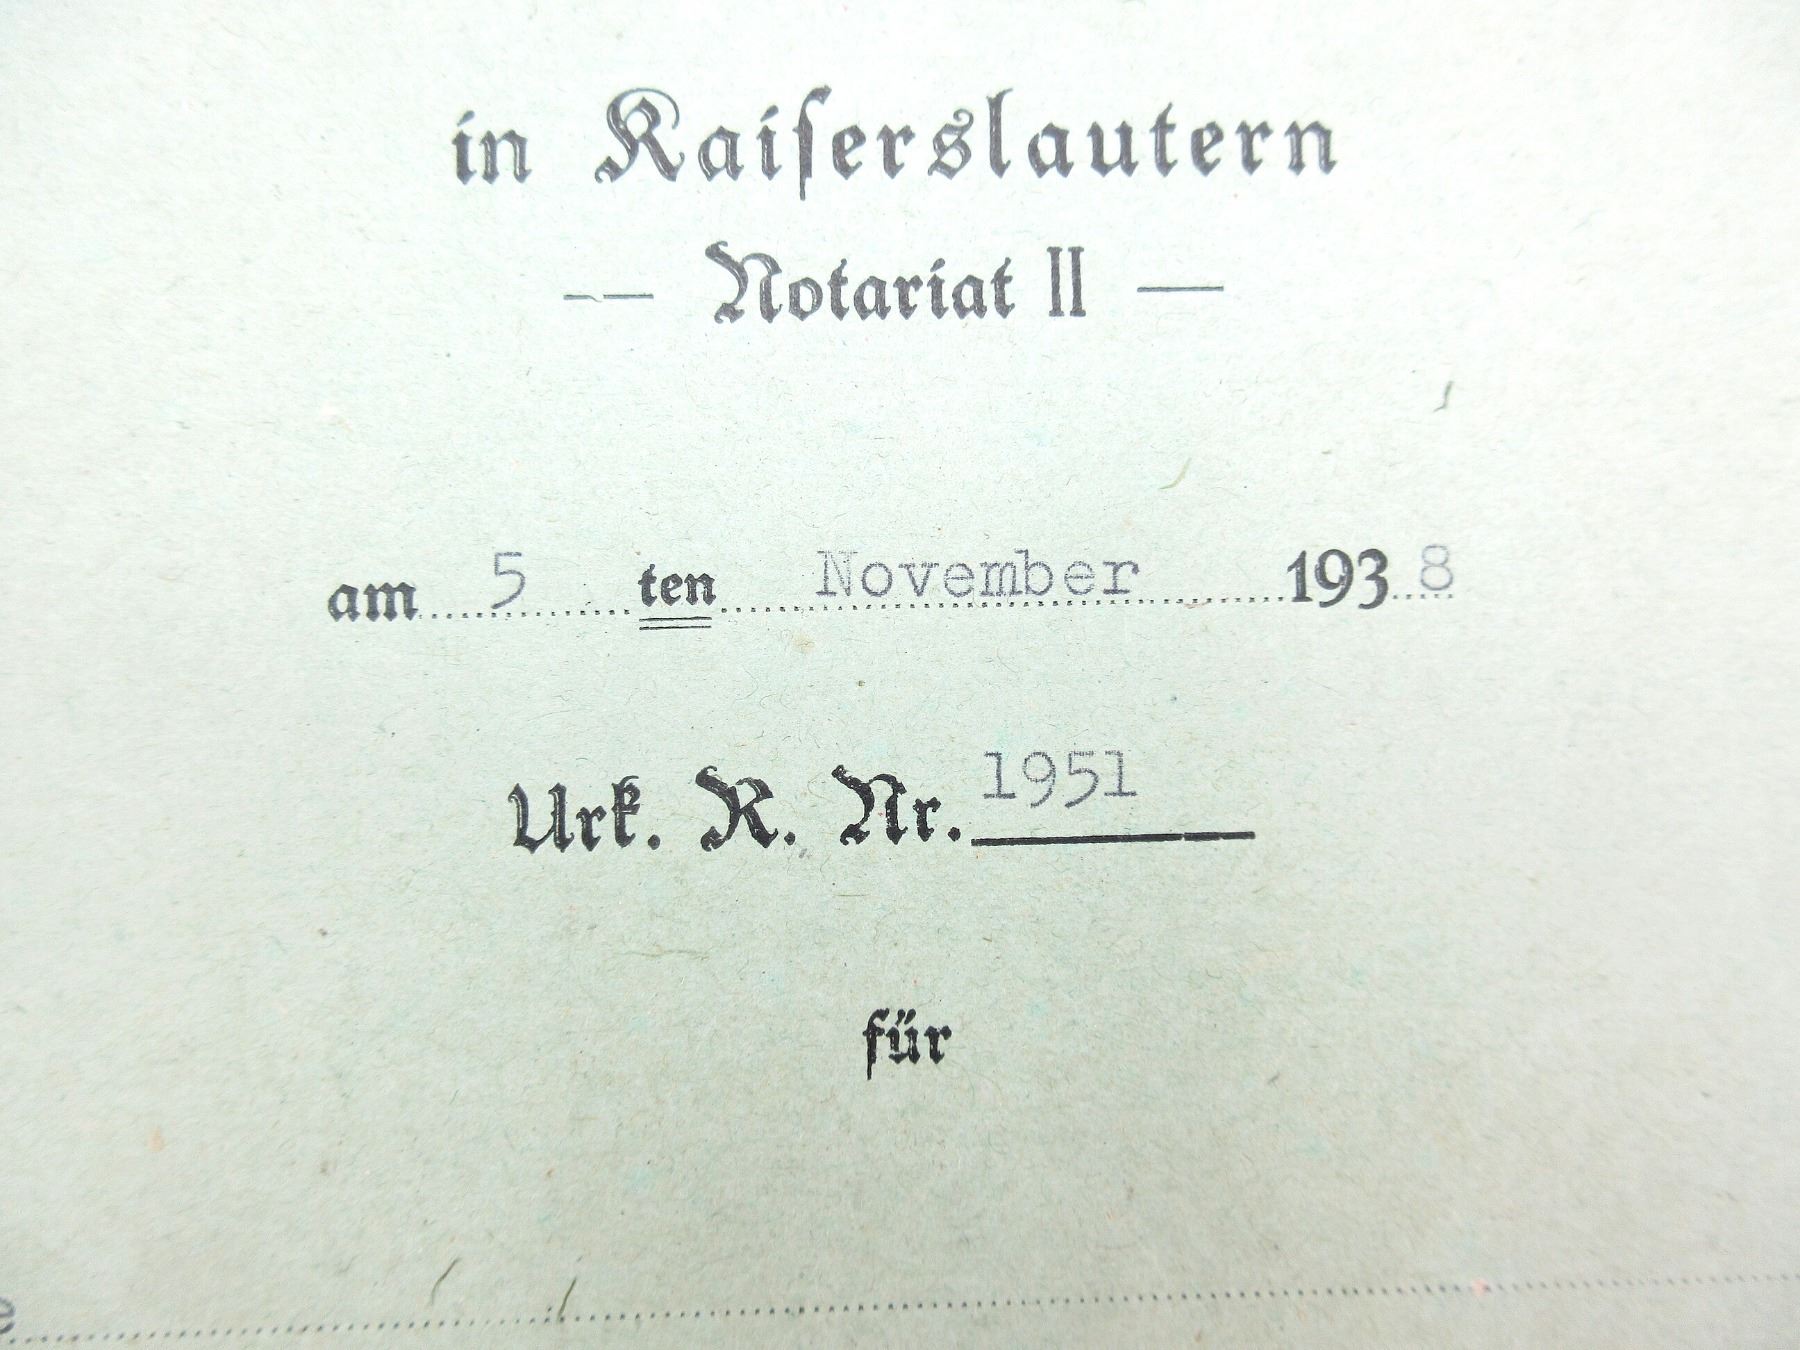 in Kaiserslautern
— Notariat II —
am 5 ten November 1938
Urk. R. Nr. 1951
für